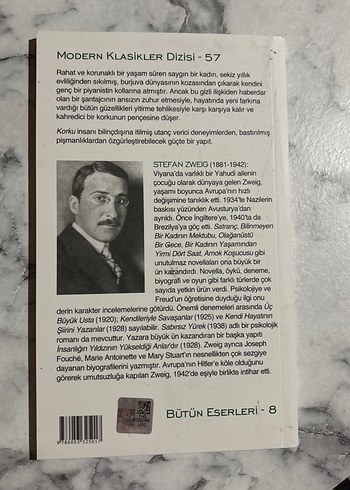 MODERN KLASİKLER DİZİSİ - 57
Rahat ve korunaklı bir yaşam süren saygın bir kadın, sekiz yıllık
evliliğinden sıkılmış, burjuva dünyasının kozasından çıkarak kendini
genç bir piyanistin kollarına atmıştır. Ancak bu gizli ilişkiden haberdar
olan bir şantajcının ansızın zuhur etmesiyle, hayatında yeni farkına
vardığı bütün güzellikleri yitirme tehlikesiyle karşı karşıya kalır ve
kahredici bir korkunun pençesine düşer.
Korku insanı bilinçdışına itilmiş utanç verici deneyimlerden, bastırılmış
pişmanlıklardan özgürleştirebilecek güçte bir yapıt.
STEFAN ZWEIG (1881-1942):
Viyana'da varlıklı bir Yahudi ailenin
çocuğu olarak dünyaya gelen Zweig,
yaşamı boyunca Avrupa'nın hızlı
değişimine tanıklık etti. 1934'te Nazilerin
baskısı yüzünden Avusturya'dan
ayrıldı. Önce İngiltere'ye, 1940'ta da
Brezilya'ya göç etti. Satranç, Bilinmeyen
Bir Kadının Mektubu, Olağanüstü
Bir Gece, Bir Kadının Yaşamından
Yirmi Dört Saat, Amok Koşucusu gibi
unutulmaz novellaları ona büyük bir
ün kazandırdı. Novella, öykü, deneme,
biyografi ve oyun gibi farklı türlerde çok
sayıda yetkin ürün verdi. Psikolojiye ve
Freud'un öğretisine duyduğu ilgi onu
derin karakter incelemelerine götürdü. Önemli denemeleri arasında Üç
Büyük Usta (1920); Kendileriyle Savaşanlar (1925) ve Kendi Hayatının
Şiirini Yazanlar (1928) sayılabilir. Sabırsız Yürek (1938) adlı bir psikolojik
romanı da mevcuttur. Yazara büyük ün kazandıran bir başka yapıtı
İnsanlığın Yıldızının Yükseldiği Anlar'dır (1928). Zweig ayrıca Joseph
Fouché, Marie Antoinette ve Mary Stuart'ın nesnellikten çok sezgiye
dayanan biyografilerini yazmıştır. Avrupa'nın Hitler'e köle olduğunu
görerek umutsuzluğa kapılan Zweig, 1942'de eşiyle birlikte intihar etti.
BÜTÜN ESERLERİ - 8